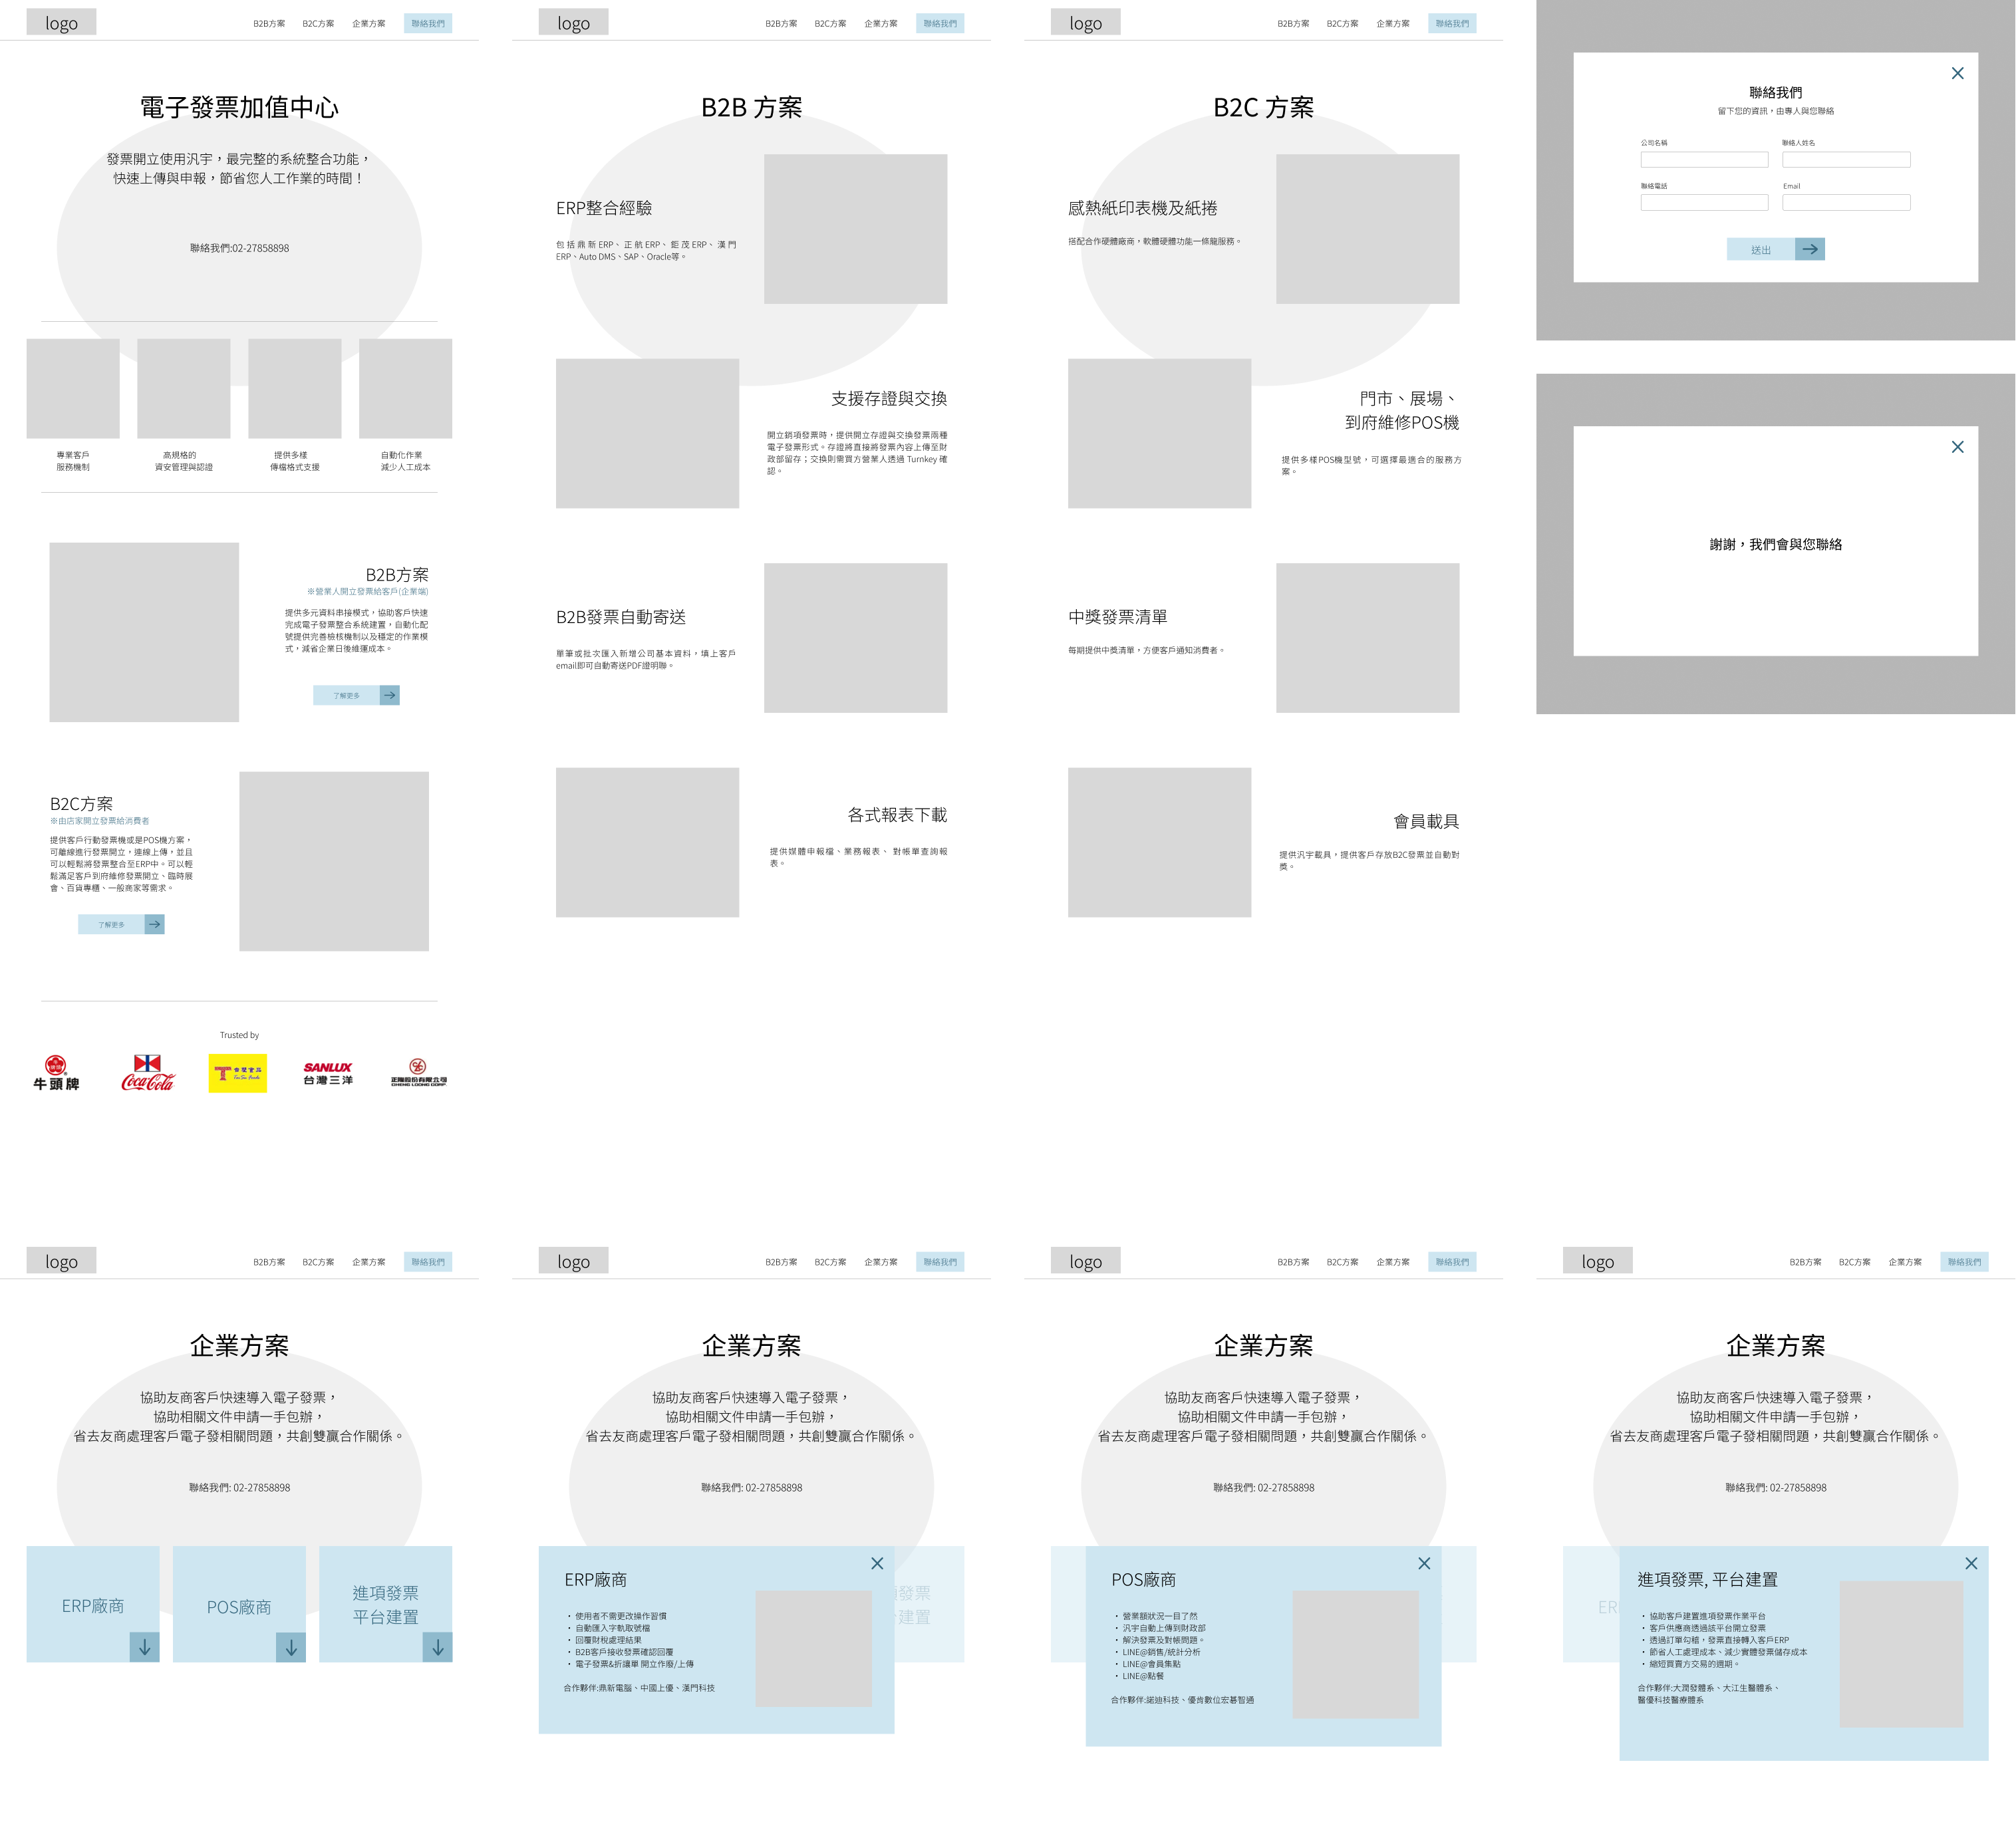 logo
B2B方案
B2C方案
企業方案
聯絡我們
電子發票加值中心
發票開立使用汎宇，最完整的系統整合功能，
快速上傳與申報，節省您人工作業的時間！
聯絡我們:02-27858898
專業客戶
服務機制
高規格的
資安管理與認證
提供多樣
傳檔格式支援
自動化作業
減少人工成本
B2B方案
※營業人開立發票給客戶(企業端)
提供多元資料串接模式，協助客戶快速
完成電子發票整合系統建置，自動化配
號提供完善檢核機制以及穩定的作業模
式，減省企業日後維運成本。
了解更多
B2C方案
※由店家開立發票給消費者
提供客戶行動發票機或是POS機方案，
可離線進行發票開立，連線上傳，並且
可以輕鬆將發票整合至ERP中。可以輕
鬆滿足客戶到府維修發票開立、臨時展
會、百貨專櫃、一般商家等需求。
了解更多
Trusted by
牛頭牌
Coca-Cola
SANLUX
台灣三洋
正隆股份有限公司
CHENG LOONG CORP.
logo
B2B方案
B2C方案
企業方案
聯絡我們
B2B 方案
ERP整合經驗
包括鼎新ERP、正航ERP、鉅茂ERP、漢門
ERP、Auto DMS、SAP、Oracle等。
支援存證與交換
開立銷項發票時，提供開立存證與交換發票兩種
電子發票形式。存證將直接將發票內容上傳至財
政部留存；交換則需買方營業人透過 Turnkey 確
認。
B2B發票自動寄送
單筆或批次匯入新增公司基本資料，填上客戶
email即可自動寄送PDF證明聯。
各式報表下載
提供媒體申報檔、業務報表、 對帳單查詢報
表。
logo
B2B方案
B2C方案
企業方案
聯絡我們
B2C 方案
感熱紙印表機及紙捲
搭配合作硬體廠商，軟體硬體功能一條龍服務。
門市、展場、
到府維修POS機
提供多樣POS機型號，可選擇最適合的服務方
案。
中獎發票清單
每期提供中獎清單，方便客戶通知消費者。
會員載具
提供汎宇載具，提供客戶存放B2C發票並自動對
獎。
聯絡我們
留下您的資訊，由專人與您聯絡
公司名稱
聯絡人姓名
聯絡電話
Email
送出
謝謝，我們會與您聯絡
logo
B2B方案
B2C方案
企業方案
聯絡我們
企業方案
協助友商客戶快速導入電子發票，
協助相關文件申請一手包辦，
省去友商處理客戶電子發相關問題，共創雙贏合作關係。
聯絡我們: 02-27858898
ERP廠商
POS廠商
進項發票
平台建置
logo
B2B方案
B2C方案
企業方案
聯絡我們
企業方案
協助友商客戶快速導入電子發票，
協助相關文件申請一手包辦，
省去友商處理客戶電子發相關問題，共創雙贏合作關係。
聯絡我們: 02-27858898
ERP廠商
• 使用者不需更改操作習慣
• 自動匯入字軌取號檔
• 回覆財稅處理結果
• B2B客戶接收發票確認回覆
• 電子發票&折讓單 開立作廢/上傳
合作夥伴:鼎新電腦、中國上優、漢門科技
發票
建置
logo
B2B方案
B2C方案
企業方案
聯絡我們
企業方案
協助友商客戶快速導入電子發票，
協助相關文件申請一手包辦，
省去友商處理客戶電子發相關問題，共創雙贏合作關係。
聯絡我們: 02-27858898
POS廠商
• 營業額狀況一目了然
• 汎宇自動上傳到財政部
• 解決發票及對帳問題。
• LINE@銷售/統計分析
• LINE@會員集點
• LINE@點餐
合作夥伴:諾迪科技、優肯數位宏碁智通
logo
B2B方案
B2C方案
企業方案
聯絡我們
企業方案
協助友商客戶快速導入電子發票，
協助相關文件申請一手包辦，
省去友商處理客戶電子發相關問題，共創雙贏合作關係。
聯絡我們: 02-27858898
ER
進項發票, 平台建置
• 協助客戶建置進項發票作業平台
• 客戶供應商透過該平台開立發票
• 透過訂單勾稽，發票直接轉入客戶ERP
• 節省人工處理成本、減少實體發票儲存成本
• 縮短買賣方交易的週期。
合作夥伴:大潤發體系、大江生醫體系、
醫優科技醫療體系